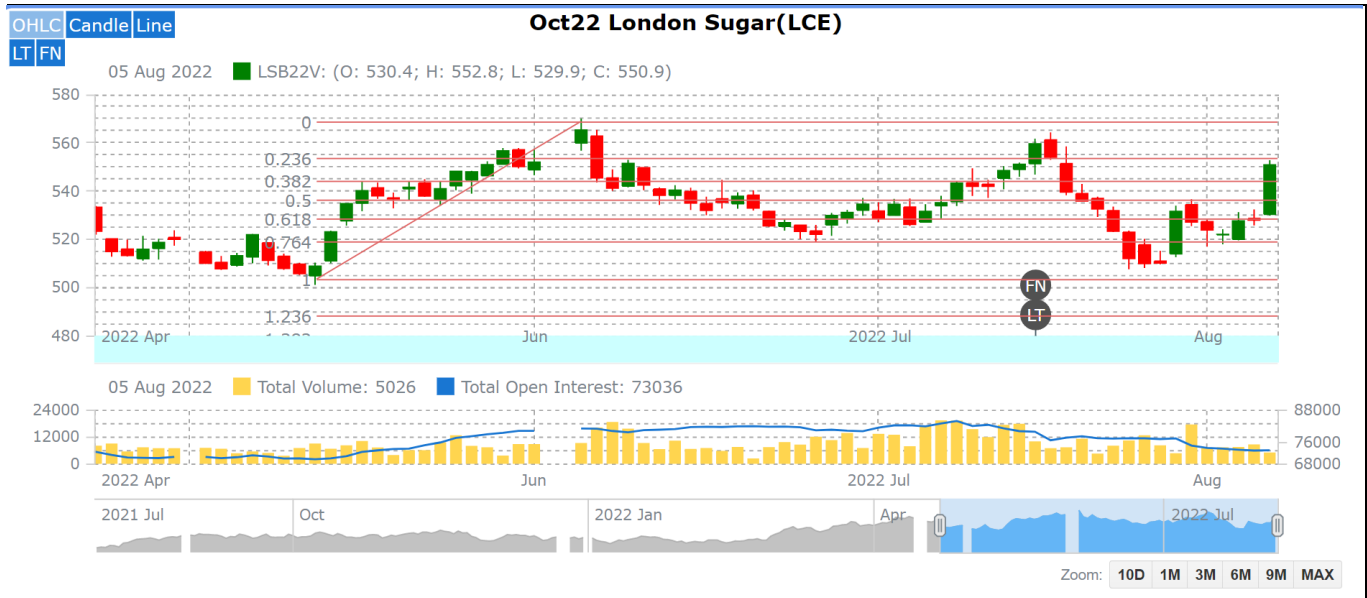 Oct22 London Sugar(LCE)
OHLC Candle Line
LT FN
05 Aug 2022 LSB22V: (O: 530.4; H: 552.8; L: 529.9; C: 550.9)
580
0
560
0.236
0.382
540
0.5
0.618
520
0.764
1
500
FN
1.236
LT
480 2022 Apr Jun 2022 Jul Aug
05 Aug 2022 Total Volume: 5026 Total Open Interest: 73036
24000 88000
12000 76000
0 68000
2022 Apr Jun 2022 Jul Aug
2021 Jul Oct 2022 Jan Apr 2022 Jul
Zoom: 10D 1M 3M 6M 9M MAX